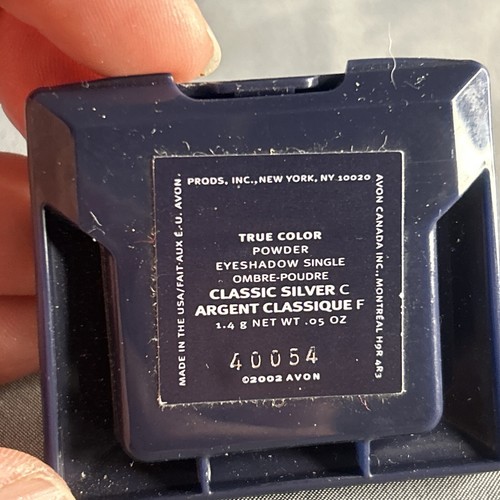 MADE IN THE USA/FAIT AUX É.-U. AVON
PRODS, INC., NEW YORK, NY 10020
AVON CANADA INC., MONTRÉAL H9R 4R3
TRUE COLOR
POWDER
EYESHADOW SINGLE
OMBRE-POUDRE
CLASSIC SILVER C
ARGENT CLASSIQUE F
1.4 g NET WT .05 OZ
40054
©2002 AVON